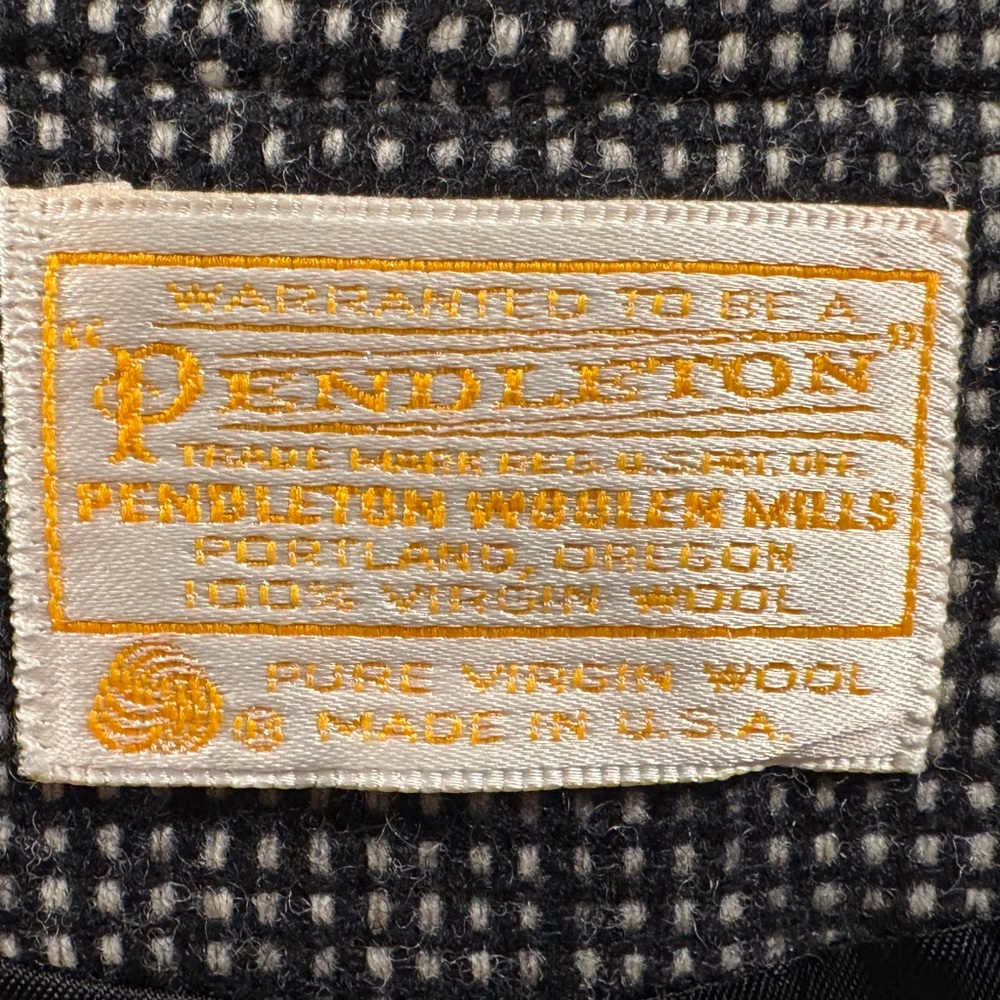 WARRANTED TO BE A
"PENDLETON"
TRADE MARK REG. U.S. PAT. OFF.
PENDLETON WOOLEN MILLS
PORTLAND, OREGON
100% VIRGIN WOOL
PURE VIRGIN WOOL
® MADE IN U.S.A.